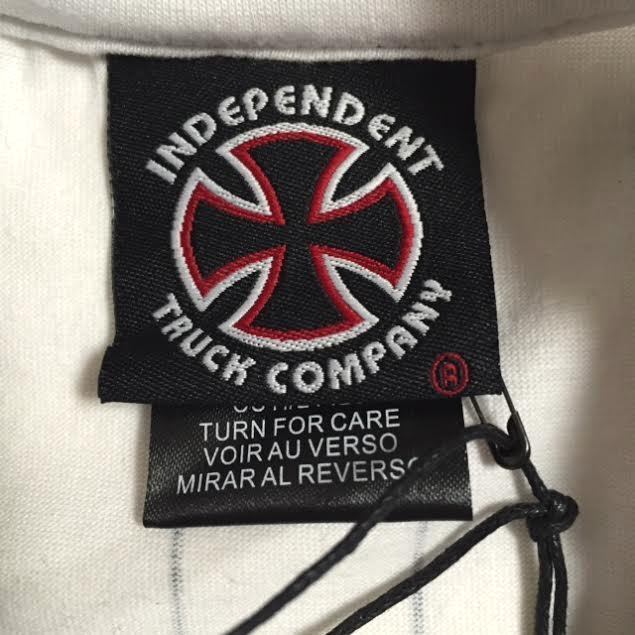 INDEPENDENT
TRUCK COMPANY
®
TURN FOR CARE
VOIR AU VERSO
MIRAR AL REVERSO